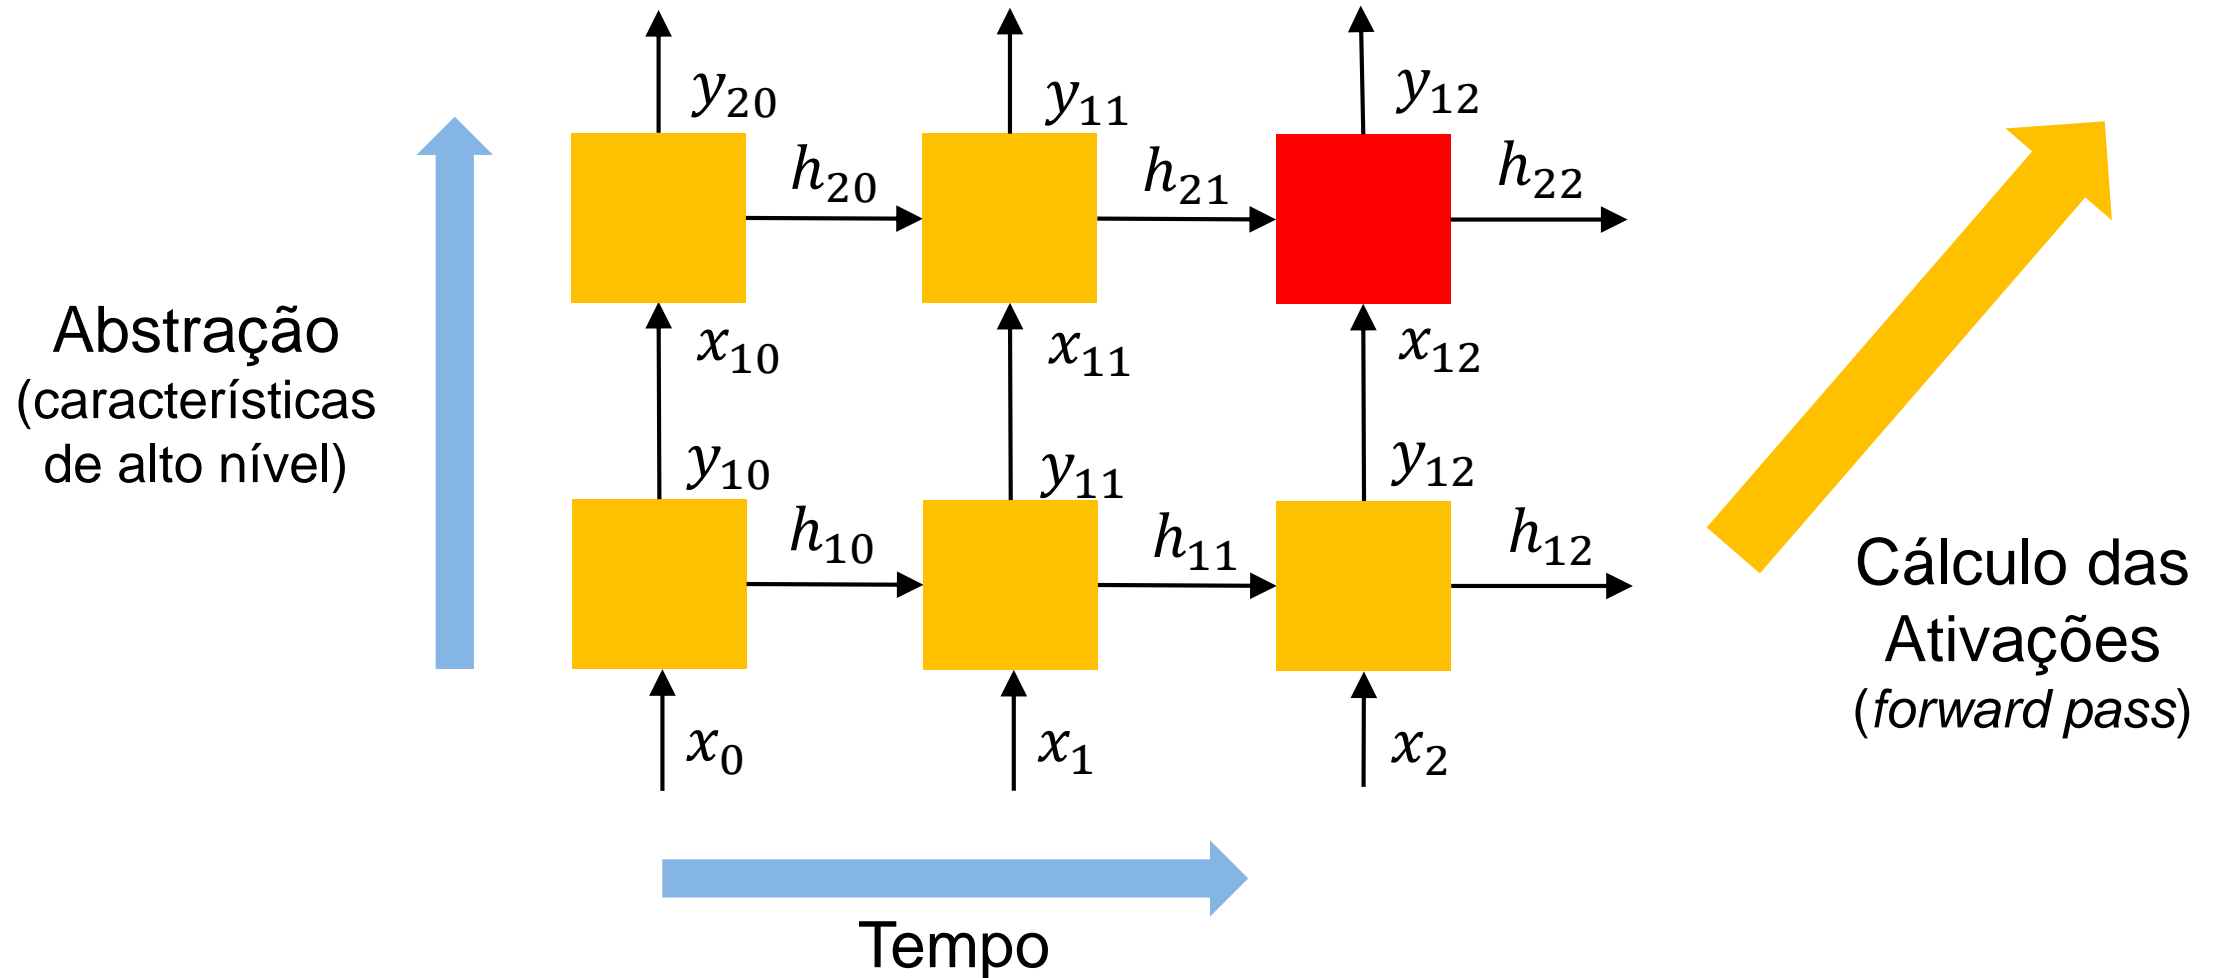 y₂₀ y₁₁ y₁₂
h₂₀ h₂₁ h₂₂
x₁₀ x₁₁ x₁₂
Abstração
(características
de alto nível)
y₁₀ y₁₁ y₁₂
h₁₀ h₁₁ h₁₂
x₀ x₁ x₂
Cálculo das
Ativações
(forward pass)
Tempo